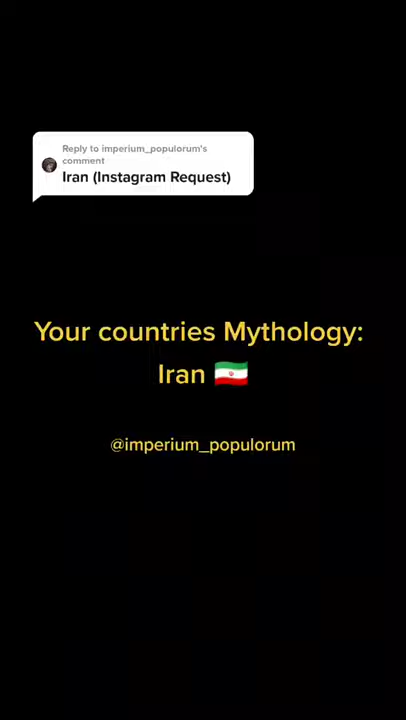 Reply to imperium_populorum's
comment
Iran (Instagram Request)
Your countries Mythology:
Iran 🇮🇷
@imperium_populorum